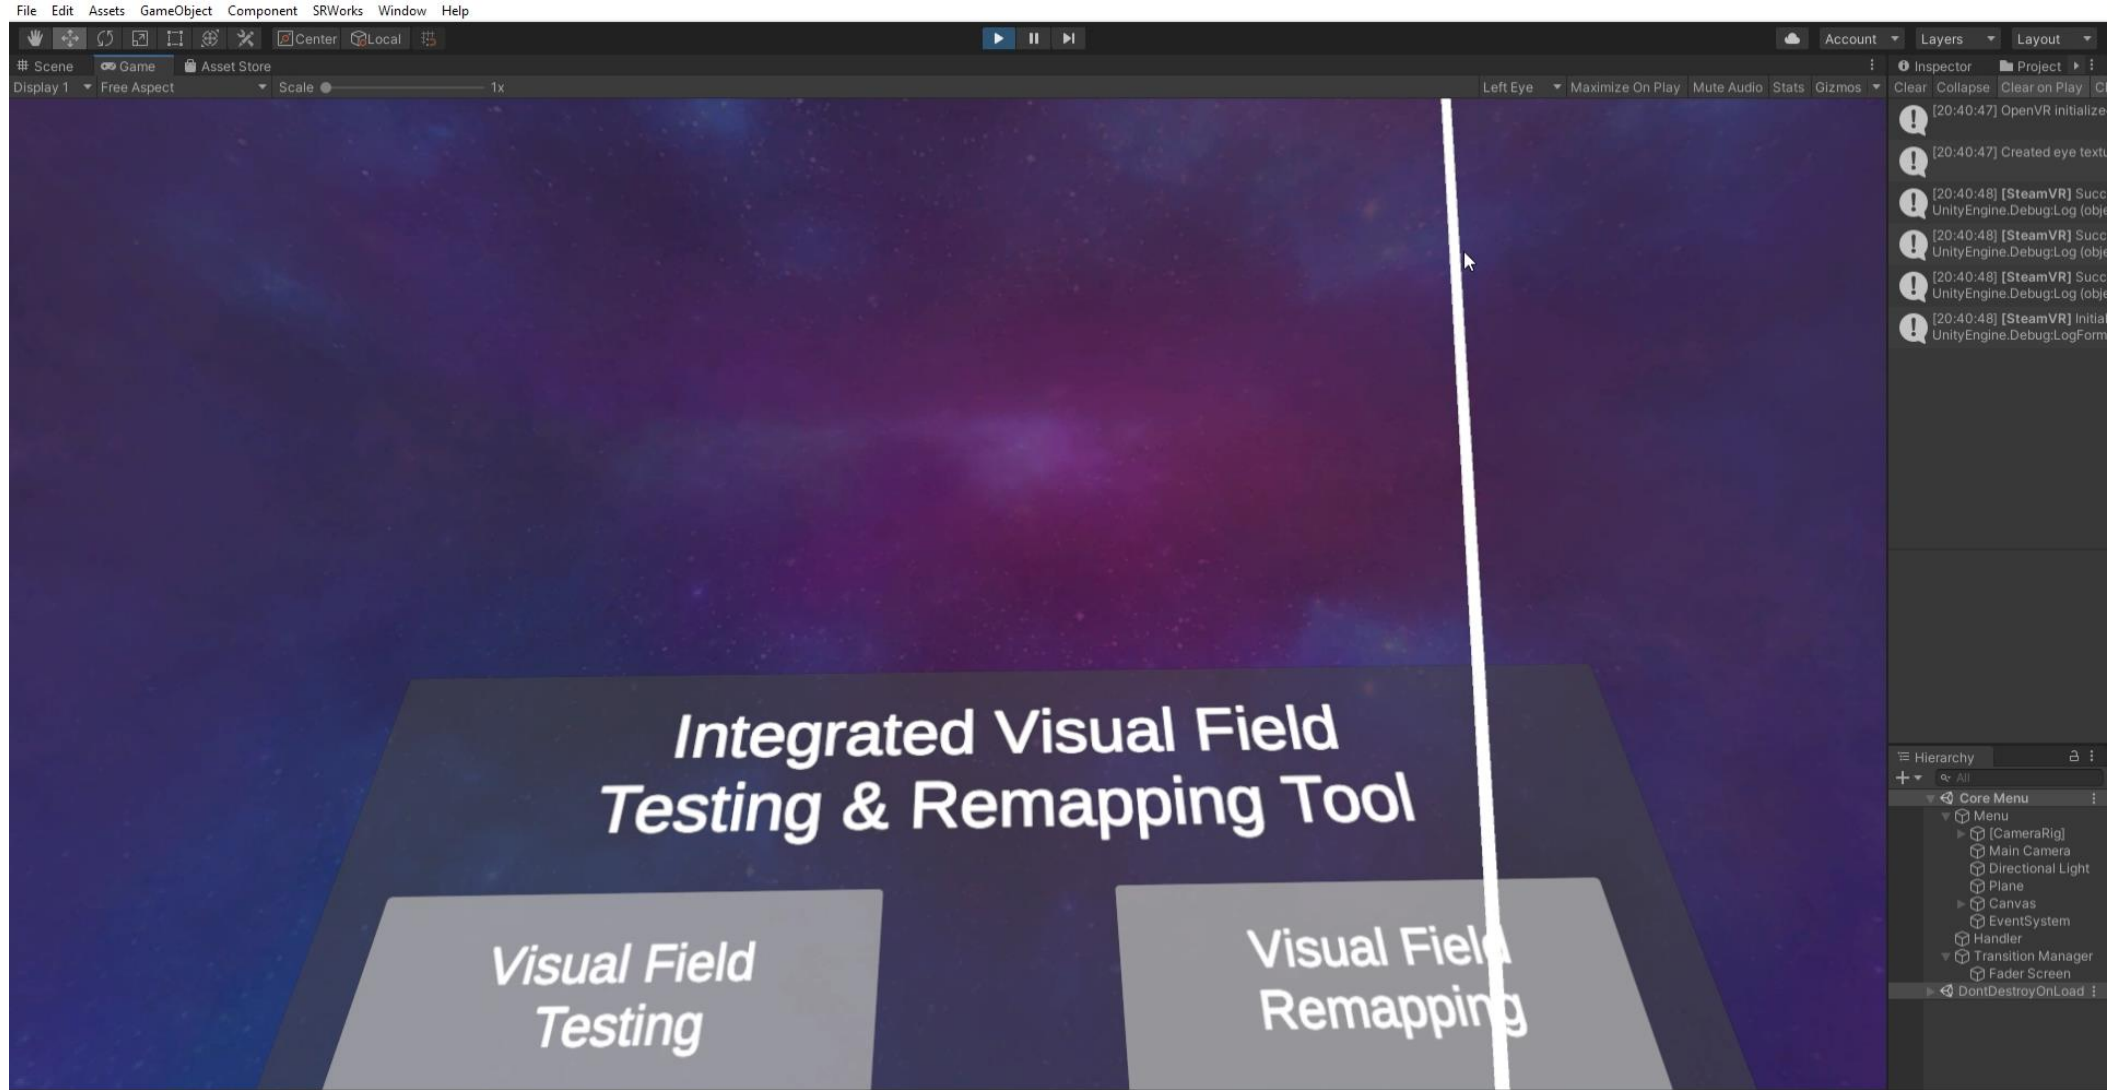 File Edit Assets GameObject Component SRWorks Window Help
Center Local
Account Layers Layout
Scene Game Asset Store
Inspector Project
Display 1 Free Aspect Scale 1x Left Eye Maximize On Play Mute Audio Stats Gizmos
Clear Collapse Clear on Play Cl
[20:40:47] OpenVR initialize
[20:40:47] Created eye textu
[20:40:48] [SteamVR] Succ
UnityEngine.Debug:Log (obje
[20:40:48] [SteamVR] Succ
UnityEngine.Debug:Log (obje
[20:40:48] [SteamVR] Succ
UnityEngine.Debug:Log (obje
[20:40:48] [SteamVR] Initial
UnityEngine.Debug:LogForm
Integrated Visual Field
Testing & Remapping Tool
Visual Field
Testing
Visual Field
Remapping
Hierarchy
All
Core Menu
Menu
[CameraRig]
Main Camera
Directional Light
Plane
Canvas
EventSystem
Handler
Transition Manager
Fader Screen
DontDestroyOnLoad